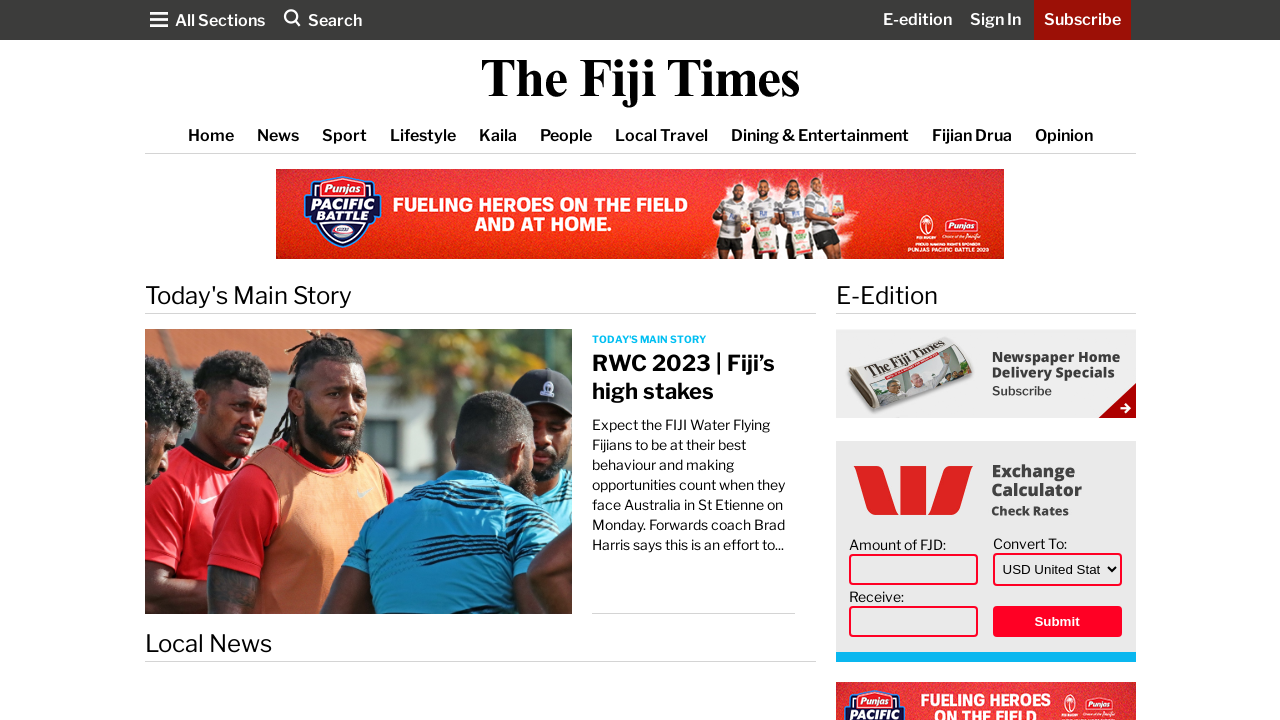 All Sections
Search
E-edition
Sign In
Subscribe
The Fiji Times
Home
News
Sport
Lifestyle
Kaila
People
Local Travel
Dining & Entertainment
Fijian Drua
Opinion
Punjas
PACIFIC
BATTLE
FUELING HEROES ON THE FIELD
AND AT HOME.
FIJI RUGBY
Punjas
PUNJAS PACIFIC BATTLE 2023
Today's Main Story
TODAY'S MAIN STORY
RWC 2023 | Fiji’s
high stakes
Expect the FIJI Water Flying
Fijians to be at their best
behaviour and making
opportunities count when they
face Australia in St Etienne on
Monday. Forwards coach Brad
Harris says this is an effort to...
Local News
E-Edition
The Fiji Times
Newspaper Home
Delivery Specials
Subscribe
Exchange
Calculator
Check Rates
Amount of FJD:
Convert To:
USD United Stat
Receive:
Submit
Punjas
PACIFIC
FUELING HEROES
ON THE FIELD
Punjas